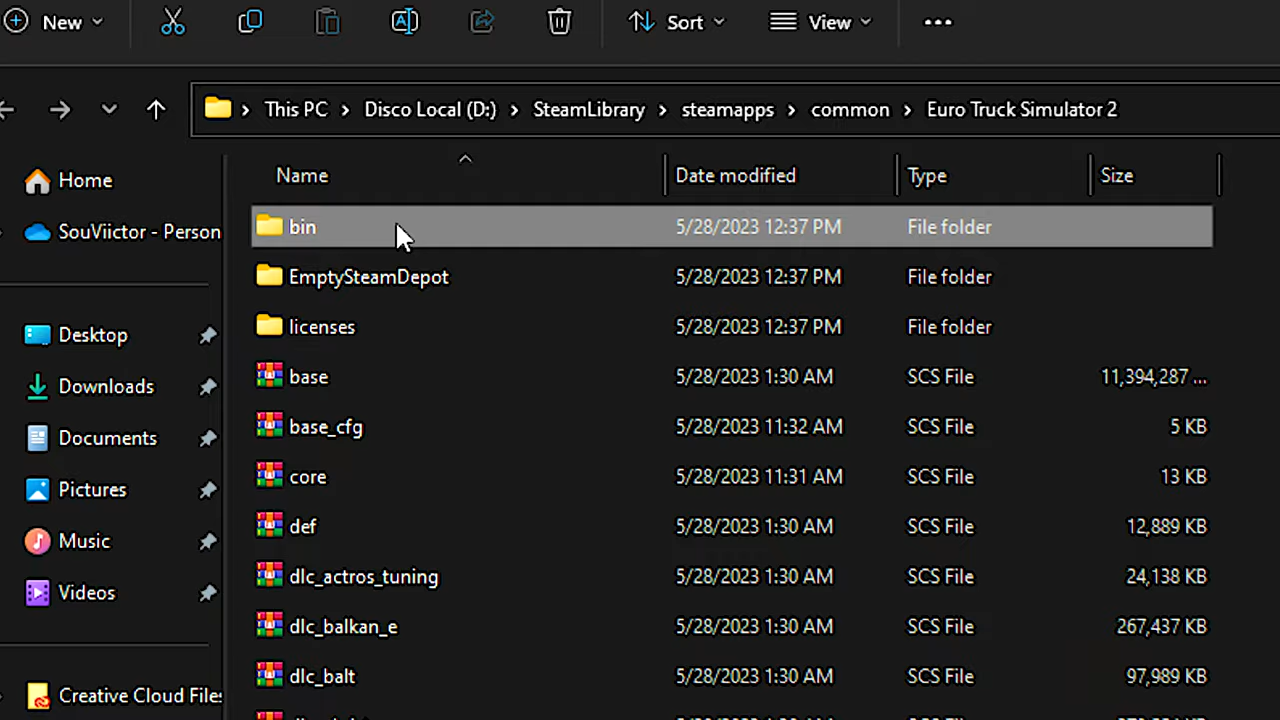 New Sort View
This PC Disco Local (D:) SteamLibrary steamapps common Euro Truck Simulator 2
Name Date modified Type Size
Home
SouViictor - Person
Desktop
Downloads
Documents
Pictures
Music
Videos
Creative Cloud Files
bin 5/28/2023 12:37 PM File folder
EmptySteamDepot 5/28/2023 12:37 PM File folder
licenses 5/28/2023 12:37 PM File folder
base 5/28/2023 1:30 AM SCS File 11,394,287 ...
base_cfg 5/28/2023 11:32 AM SCS File 5 KB
core 5/28/2023 11:31 AM SCS File 13 KB
def 5/28/2023 1:30 AM SCS File 12,889 KB
dlc_actros_tuning 5/28/2023 1:30 AM SCS File 24,138 KB
dlc_balkan_e 5/28/2023 1:30 AM SCS File 267,437 KB
dlc_balt 5/28/2023 1:30 AM SCS File 97,989 KB